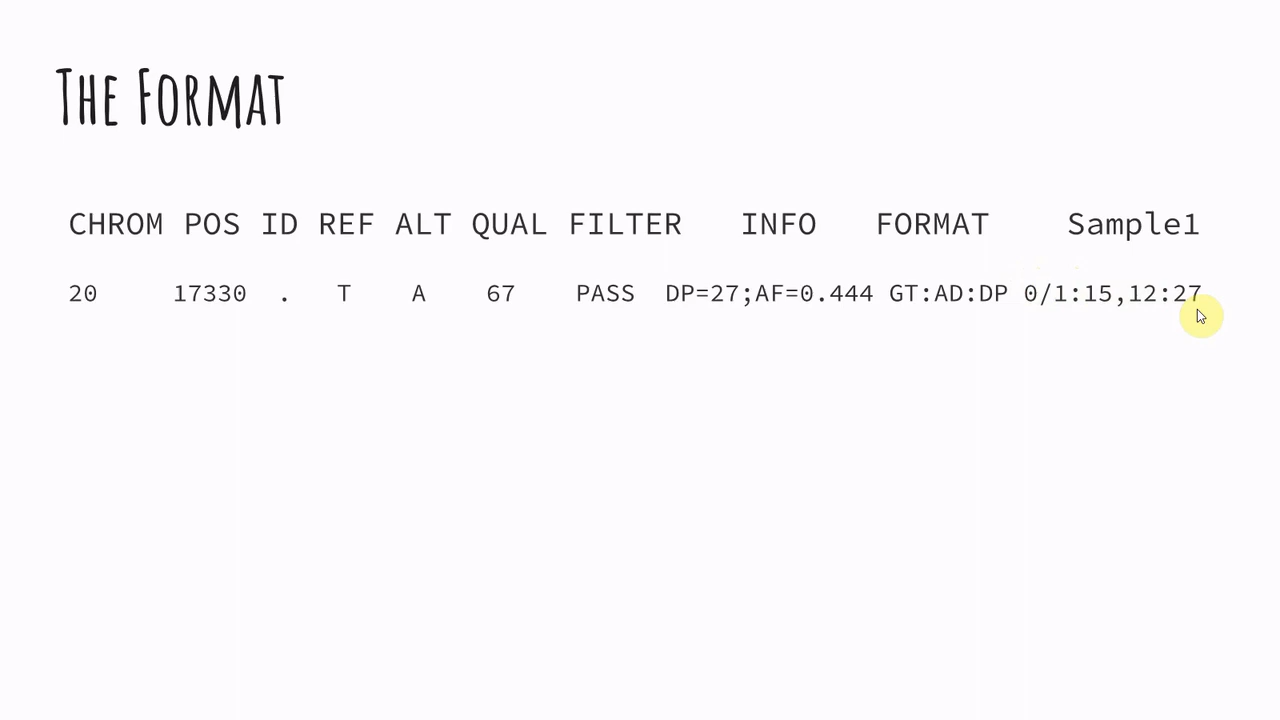 The Format
CHROM POS ID REF ALT QUAL FILTER INFO FORMAT Sample1
20 17330 . T A 67 PASS DP=27;AF=0.444 GT:AD:DP 0/1:15,12:27